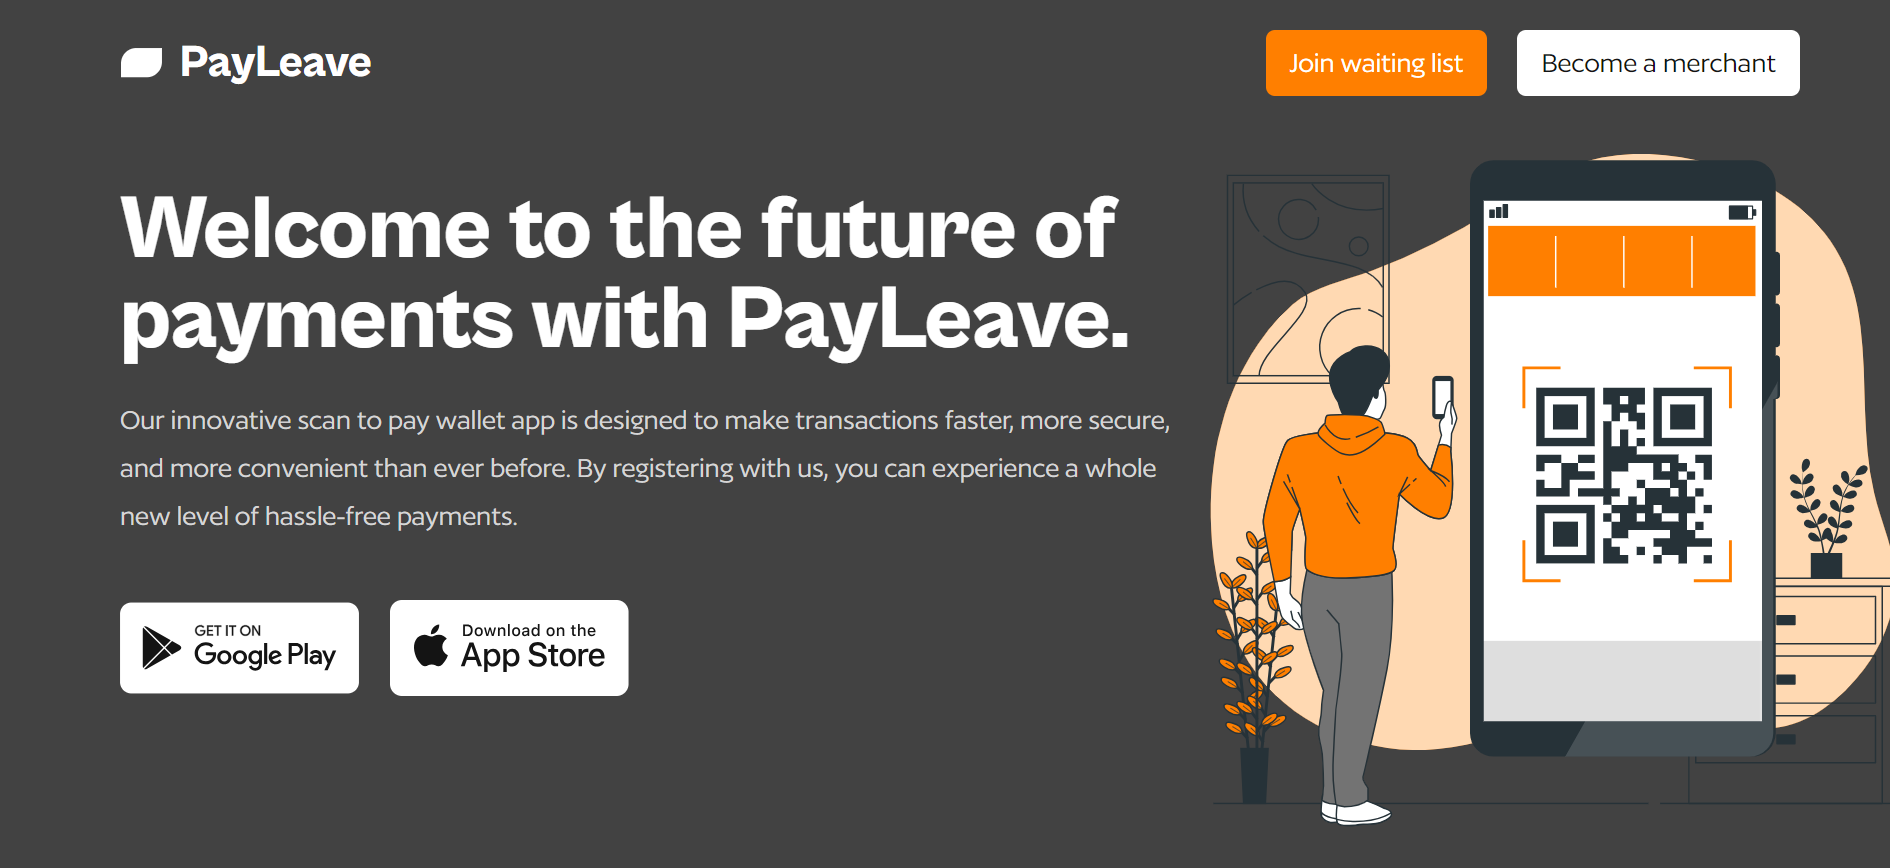 PayLeave
Join waiting list
Become a merchant
Welcome to the future of
payments with PayLeave.
Our innovative scan to pay wallet app is designed to make transactions faster, more secure,
and more convenient than ever before. By registering with us, you can experience a whole
new level of hassle-free payments.
GET IT ON
Google Play
Download on the
App Store